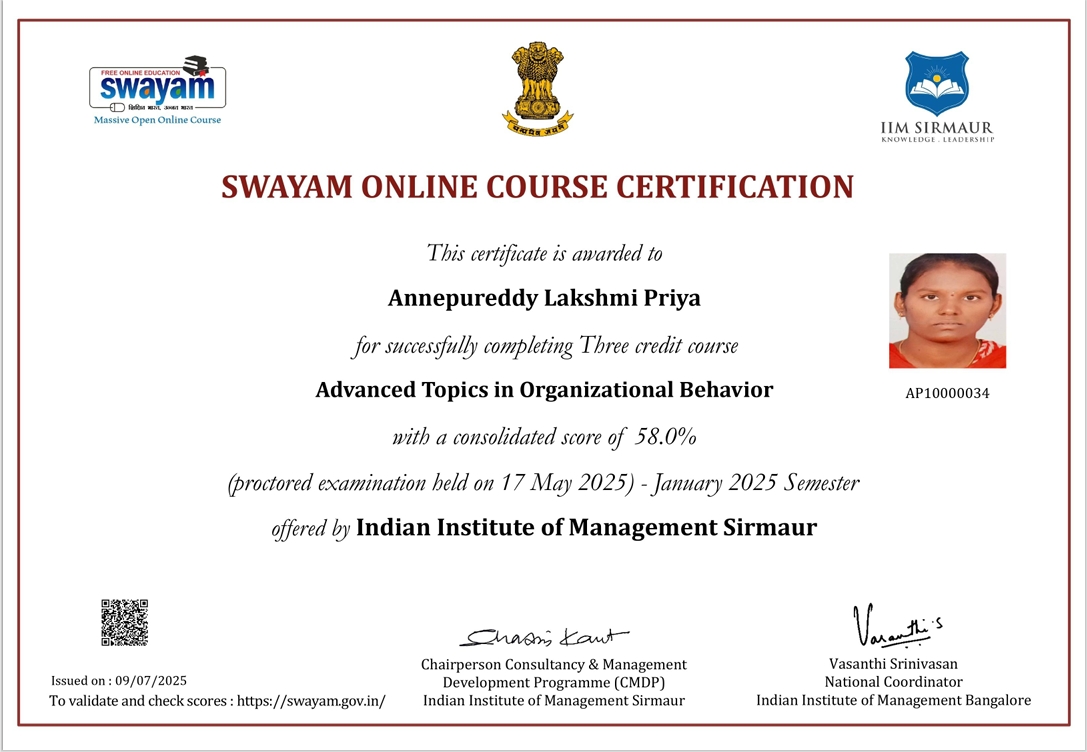 FREE ONLINE EDUCATION
swayam
शिक्षित भारत, उन्नत भारत
Massive Open Online Course
सत्यमेव जयते
IIM SIRMAUR
KNOWLEDGE . LEADERSHIP
SWAYAM ONLINE COURSE CERTIFICATION
This certificate is awarded to
Annepureddy Lakshmi Priya
for successfully completing Three credit course
Advanced Topics in Organizational Behavior
AP10000034
with a consolidated score of 58.0%
(proctored examination held on 17 May 2025) - January 2025 Semester
offered by Indian Institute of Management Sirmaur
Vasanthi S
Chairperson Consultancy & Management
Development Programme (CMDP)
Indian Institute of Management Sirmaur
Vasanthi Srinivasan
National Coordinator
Indian Institute of Management Bangalore
Issued on : 09/07/2025
To validate and check scores : https://swayam.gov.in/